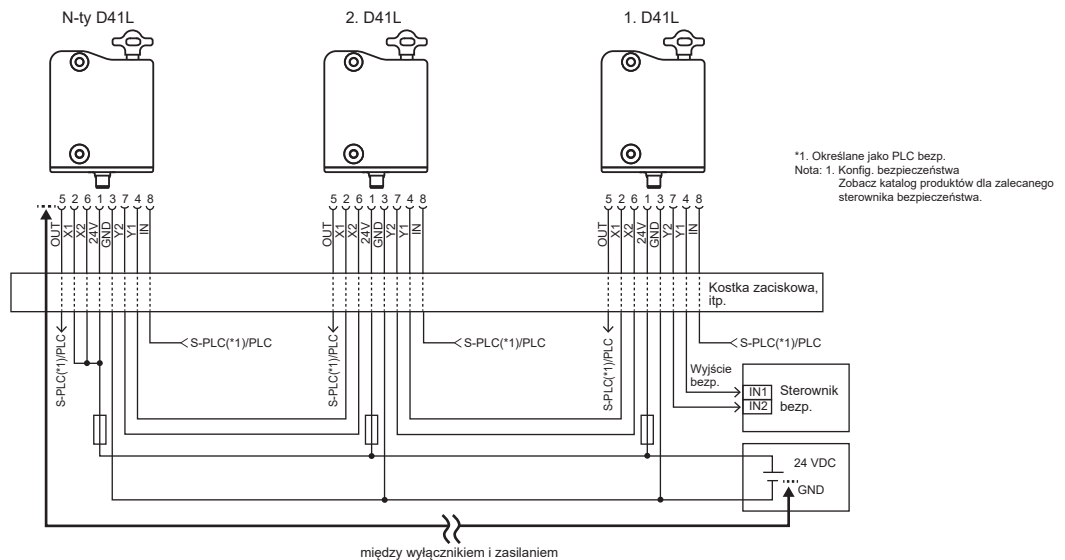 N-ty D41L
2. D41L
1. D41L
*1. Określane jako PLC bezp.
Nota: 1. Konfig. bezpieczeństwa
Zobacz katalog produktów dla zalecanego
sterownika bezpieczeństwa.
5 2 6 1 3 7 4 8
5 2 6 1 3 7 4 8
5 2 6 1 3 7 4 8
OUT X1 X2 24V GND Y2 Y1 IN
OUT X1 X2 24V GND Y2 Y1 IN
OUT X1 X2 24V GND Y2 Y1 IN
Kostka zaciskowa,
itp.
S-PLC(*1)/PLC
S-PLC(*1)/PLC
S-PLC(*1)/PLC
S-PLC(*1)/PLC
S-PLC(*1)/PLC
S-PLC(*1)/PLC
Wyjście
bezp.
IN1
IN2
Sterownik
bezp.
24 VDC
GND
między wyłącznikiem i zasilaniem